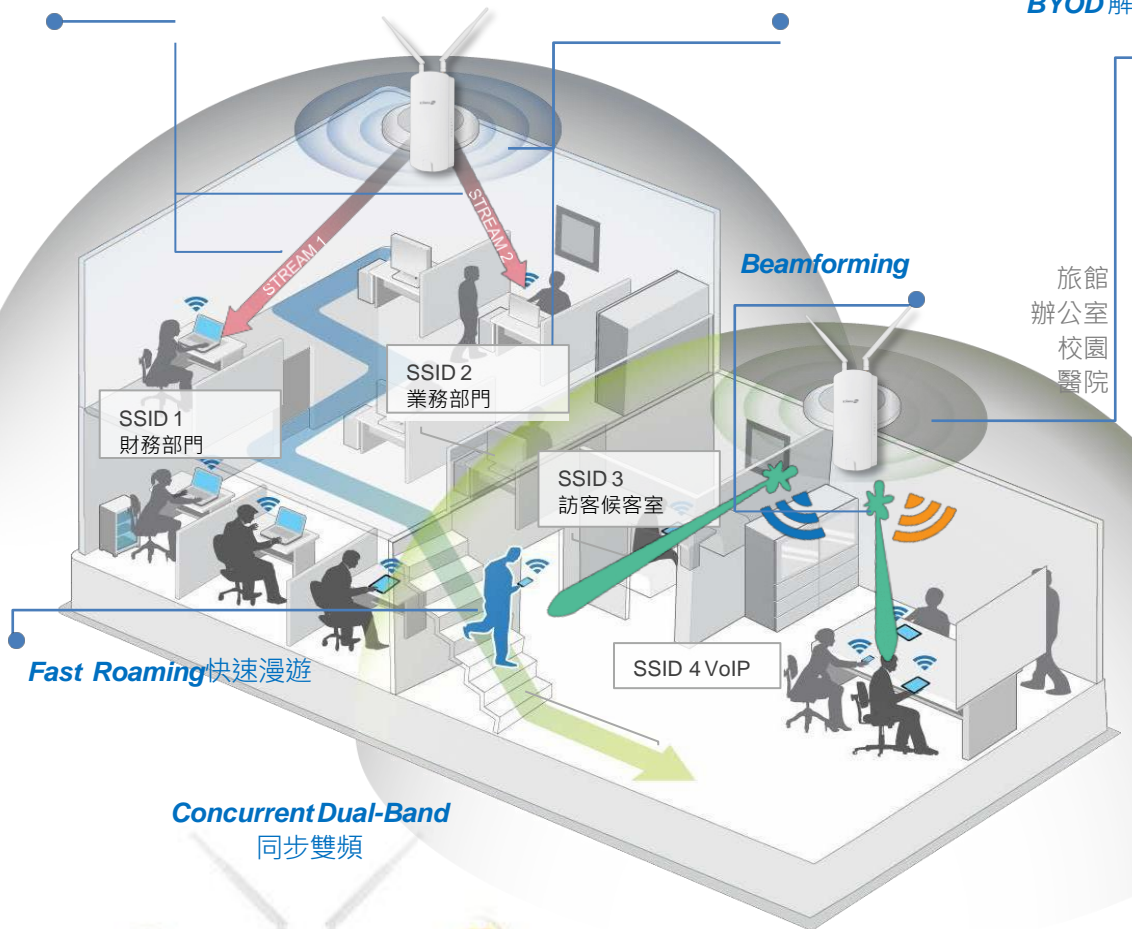 BYOD 解
STREAM 1
STREAM 2
Beamforming
旅館
辦公室
校園
醫院
SSID 2
業務部門
SSID 1
財務部門
SSID 3
訪客候客室
SSID 4 VoIP
Fast Roaming快速漫遊
Concurrent Dual-Band
同步雙頻